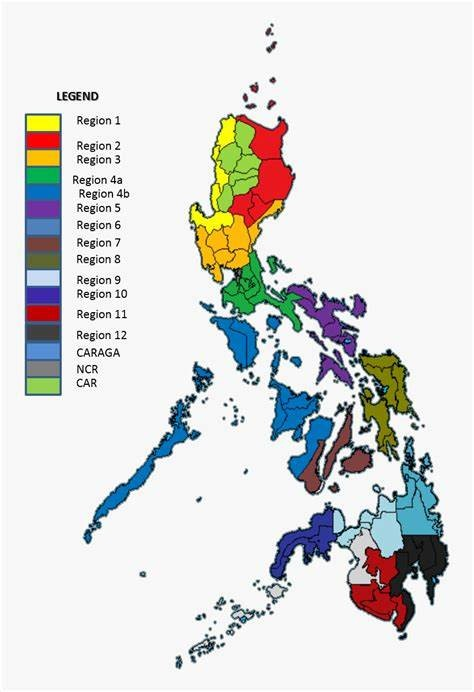 LEGEND
Region 1
Region 2
Region 3
Region 4a
Region 4b
Region 5
Region 6
Region 7
Region 8
Region 9
Region 10
Region 11
Region 12
CARAGA
NCR
CAR